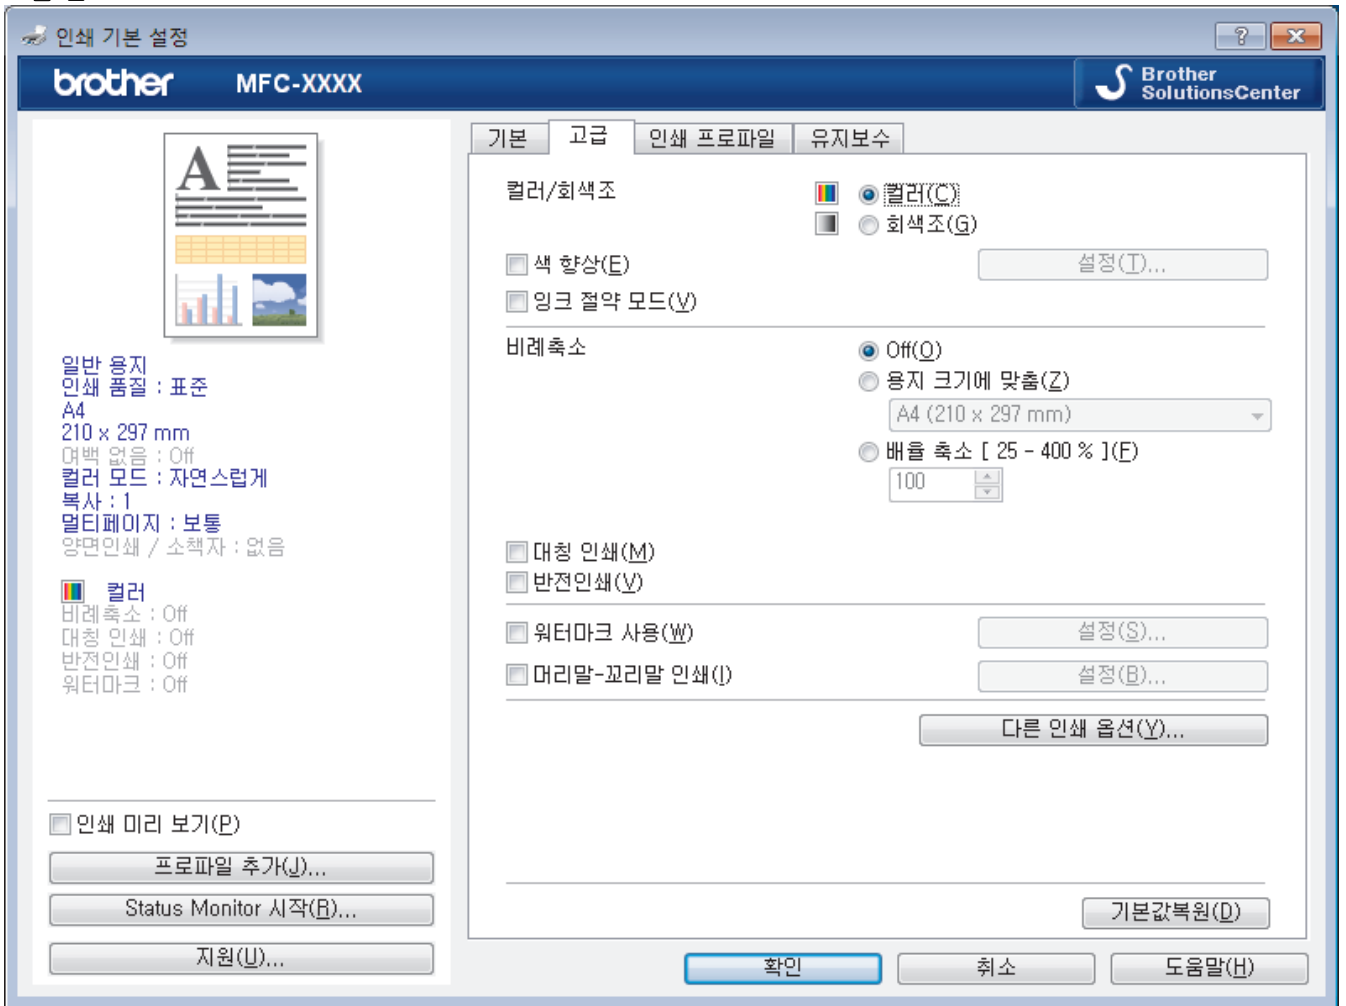 인쇄 기본 설정
brother MFC-XXXX
Brother
SolutionsCenter
A
일반 용지
인쇄 품질 : 표준
A4
210 x 297 mm
여백 없음 : Off
컬러 모드 : 자연스럽게
복사 : 1
멀티페이지 : 보통
양면인쇄 / 소책자 : 없음
컬러
비례축소 : Off
대칭 인쇄 : Off
반전인쇄 : Off
워터마크 : Off
인쇄 미리 보기(P)
프로파일 추가(J)...
Status Monitor 시작(R)...
지원(U)...
기본 고급 인쇄 프로파일 유지보수
컬러/회색조 컬러(C)
회색조(G)
색 향상(E) 설정(T)...
잉크 절약 모드(V)
비례축소 Off(O)
용지 크기에 맞춤(Z)
A4 (210 x 297 mm)
배율 축소 [ 25 - 400 % ](F)
100
대칭 인쇄(M)
반전인쇄(V)
워터마크 사용(W) 설정(S)...
머리말-꼬리말 인쇄(I) 설정(B)...
다른 인쇄 옵션(Y)...
기본값복원(D)
확인 취소 도움말(H)